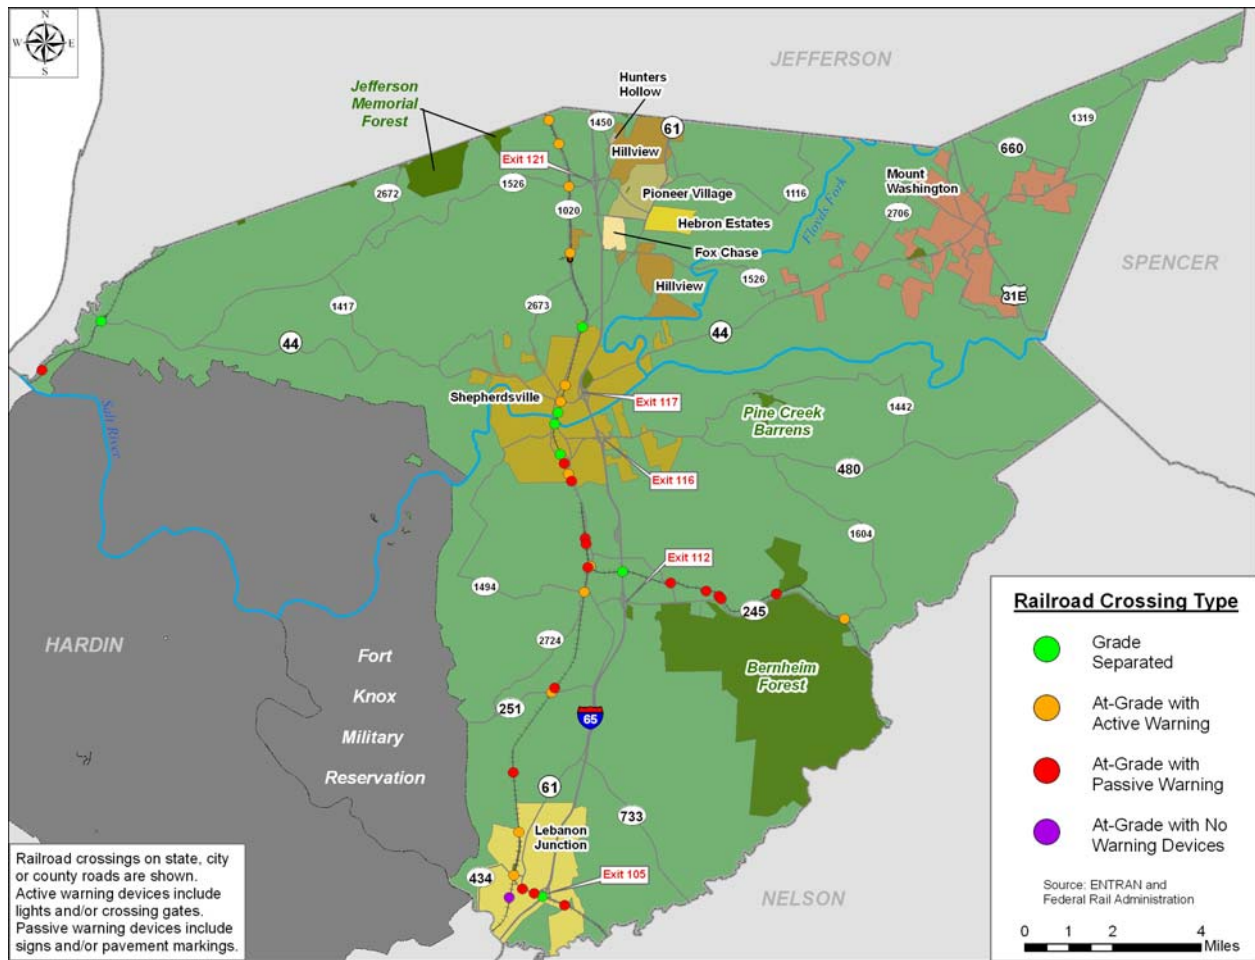 N
W
E
S
JEFFERSON
Jefferson
Memorial
Forest
Hunters
Hollow
1450
61
Hillview
Exit 121
1319
660
Mount
Washington
2672
1526
Pioneer Village
1116
1020
2706
Hebron Estates
Floyds Fork
Fox Chase
SPENCER
1526
Hillview
31E
1417
2673
44
44
Shepherdsville
Exit 117
Salt River
Pine Creek
Barrens
1442
480
Exit 116
1604
Exit 112
1494
245
HARDIN
2724
Fort
Knox
Military
Reservation
Bernheim
Forest
251
65
61
733
Lebanon
Junction
434
Exit 105
NELSON
Railroad crossings on state, city
or county roads are shown.
Active warning devices include
lights and/or crossing gates.
Passive warning devices include
signs and/or pavement markings.
Railroad Crossing Type
Grade
Separated
At-Grade with
Active Warning
At-Grade with
Passive Warning
At-Grade with No
Warning Devices
Source: ENTRAN and
Federal Rail Administration
0 1 2 4
Miles